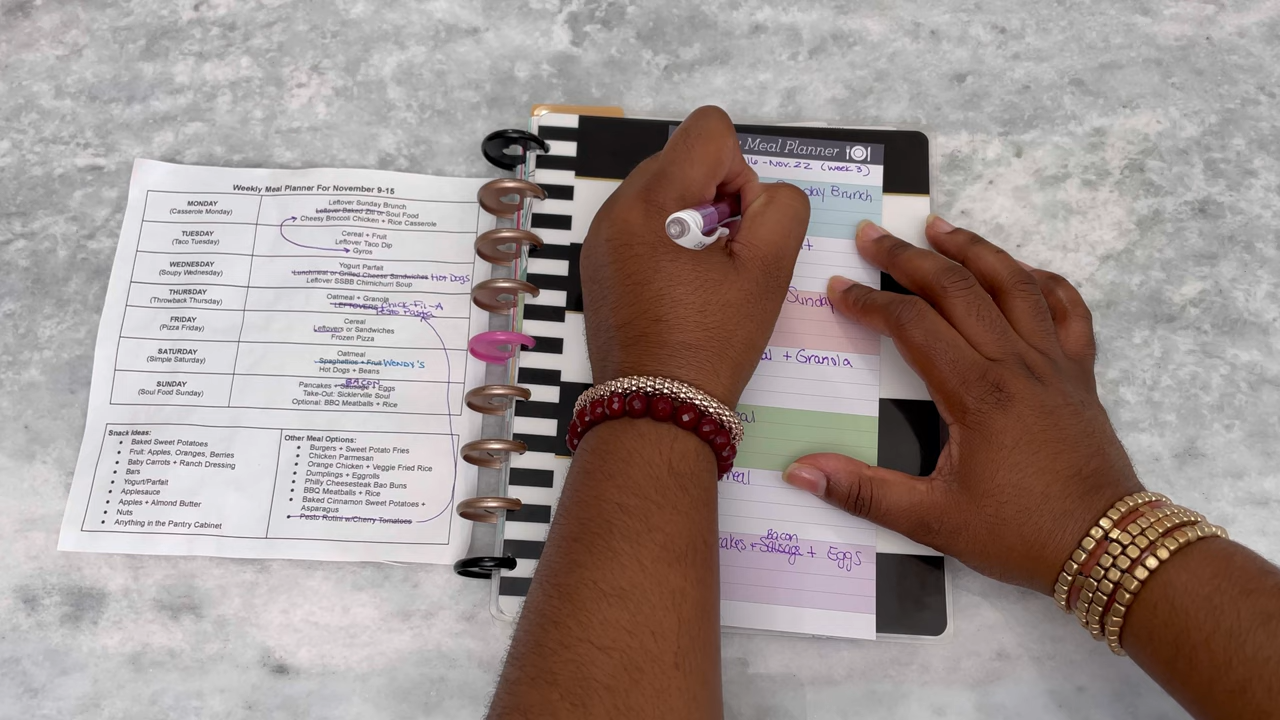 Weekly Meal Planner For November 9-15
MONDAY
(Casserole Monday)
Leftover Sunday Brunch
Leftover Baked Ziti or Soul Food
Cheesy Broccoli Chicken + Rice Casserole
TUESDAY
(Taco Tuesday)
Cereal + Fruit
Leftover Taco Dip
Gyros
WEDNESDAY
(Soupy Wednesday)
Yogurt Parfait
Lunchmeat or Grilled Cheese Sandwiches HOT DOGS
Leftover SSBB Chimichurri Soup
THURSDAY
(Throwback Thursday)
Oatmeal + Granola
LEFTOVERS CHICK-FIL-A
Pesto Pasta
FRIDAY
(Pizza Friday)
Cereal
Leftovers or Sandwiches
Frozen Pizza
SATURDAY
(Simple Saturday)
Oatmeal
Spaghetties + Fruit WENDY'S
Hot Dogs + Beans
SUNDAY
(Soul Food Sunday)
BACON
Pancakes + Sausage + Eggs
Take-Out: Sicklerville Soul
Optional: BBQ Meatballs + Rice
Snack Ideas:
Baked Sweet Potatoes
Fruit: Apples, Oranges, Berries
Baby Carrots + Ranch Dressing
Bars
Yogurt/Parfait
Applesauce
Apples + Almond Butter
Nuts
Anything in the Pantry Cabinet
Other Meal Options:
Burgers + Sweet Potato Fries
Chicken Parmesan
Orange Chicken + Veggie Fried Rice
Dumplings + Eggrolls
Philly Cheesesteak Bao Buns
BBQ Meatballs + Rice
Baked Cinnamon Sweet Potatoes +
Asparagus
Pesto Rotini w/Cherry Tomatoes
Meal Planner
16 - Nov. 22 (Week 3)
Brunch
Sunday
+ Granola
Bacon
+ Sausage + Eggs